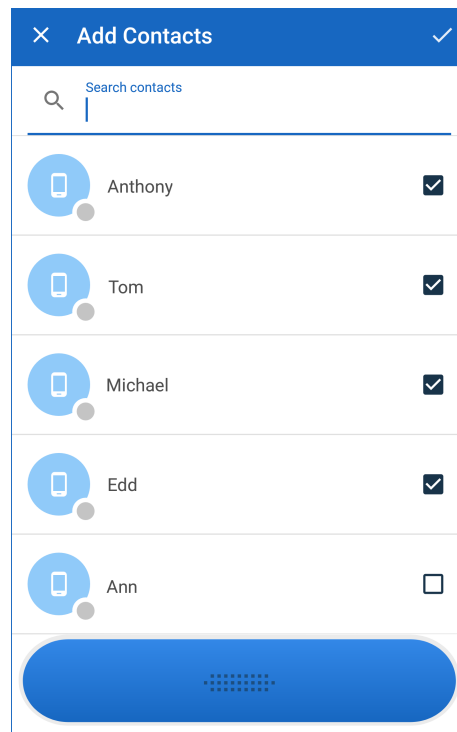 Add Contacts
Search contacts
Anthony
Tom
Michael
Edd
Ann